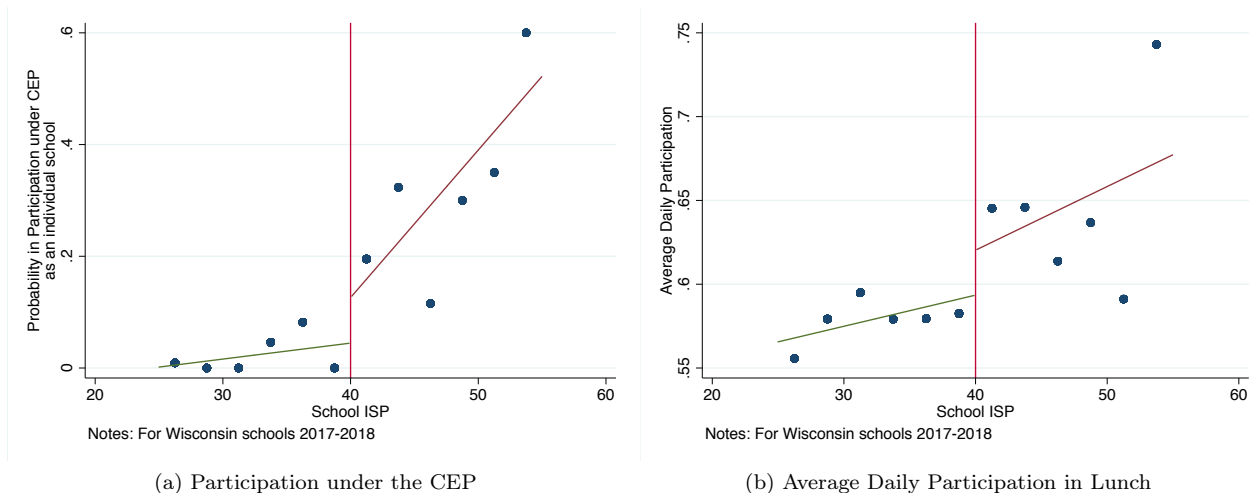 Probability in Participation under CEP
as an individual school
.6
.4
.2
0
20 30 40 50 60
School ISP
Notes: For Wisconsin schools 2017-2018
(a) Participation under the CEP
Average Daily Participation
.75
.7
.65
.6
.55
20 30 40 50 60
School ISP
Notes: For Wisconsin schools 2017-2018
(b) Average Daily Participation in Lunch